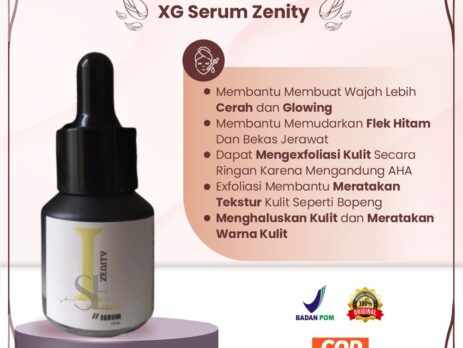 XG Serum Zenity
Membantu Membuat Wajah Lebih
Cerah dan Glowing
Membantu Memudarkan Flek Hitam
Dan Bekas Jerawat
Dapat Mengexfoliasi Kulit Secara
Ringan Karena Mengandung AHA
Exfoliasi Membantu Meratakan
Tekstur Kulit Seperti Bopeng
Menghaluskan Kulit dan Meratakan
Warna Kulit
ZENITY
// SERUM
BADAN POM
100%
ORIGINAL
COD